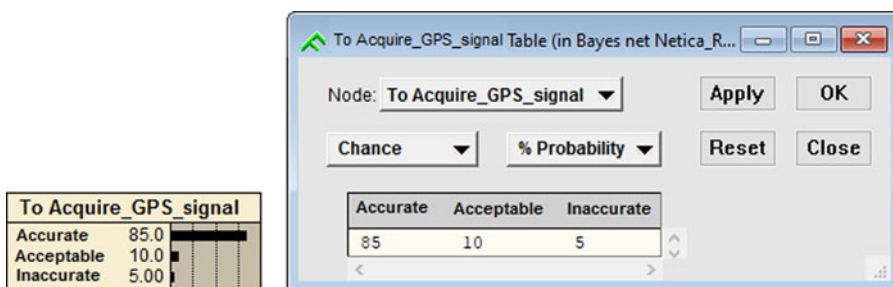 To Acquire_GPS_signal
Accurate 85.0
Acceptable 10.0
Inaccurate 5.00
To Acquire_GPS_signal Table (in Bayes net Netica_R...
Node: To Acquire_GPS_signal Apply OK
Chance % Probability Reset Close
Accurate Acceptable Inaccurate
85 10 5